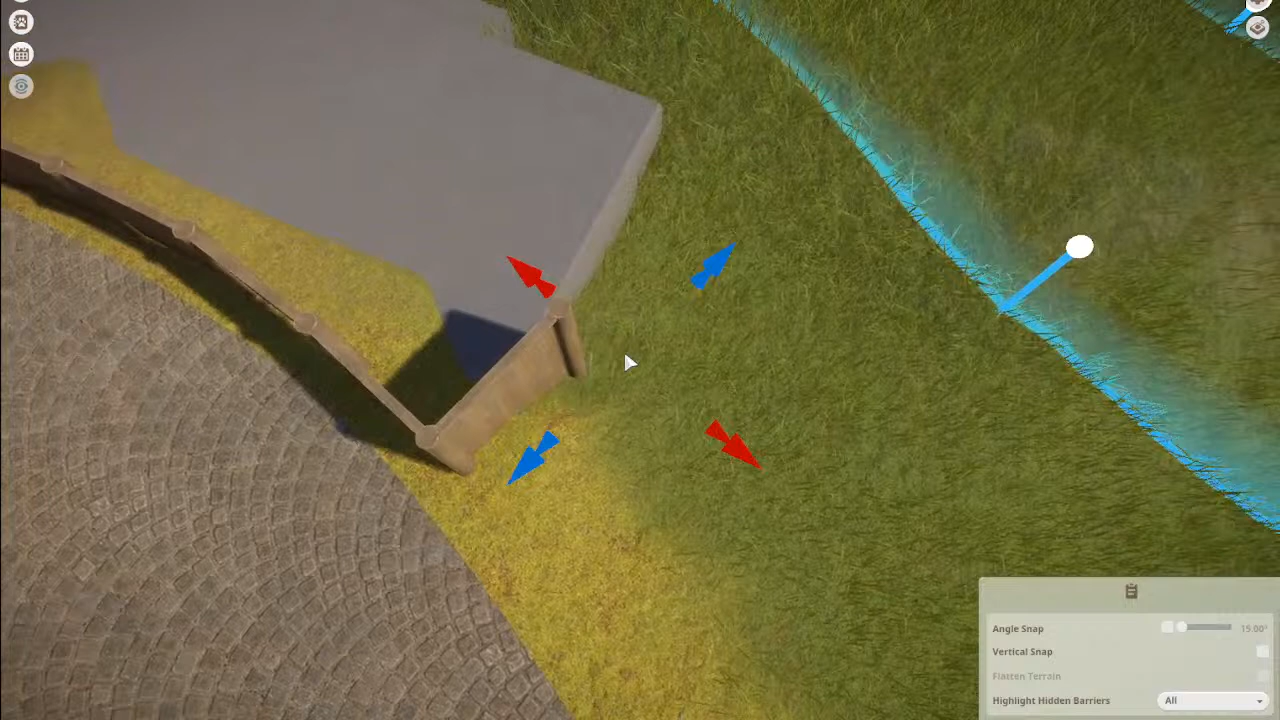 Angle Snap 15.00°
Vertical Snap
Flatten Terrain
Highlight Hidden Barriers All